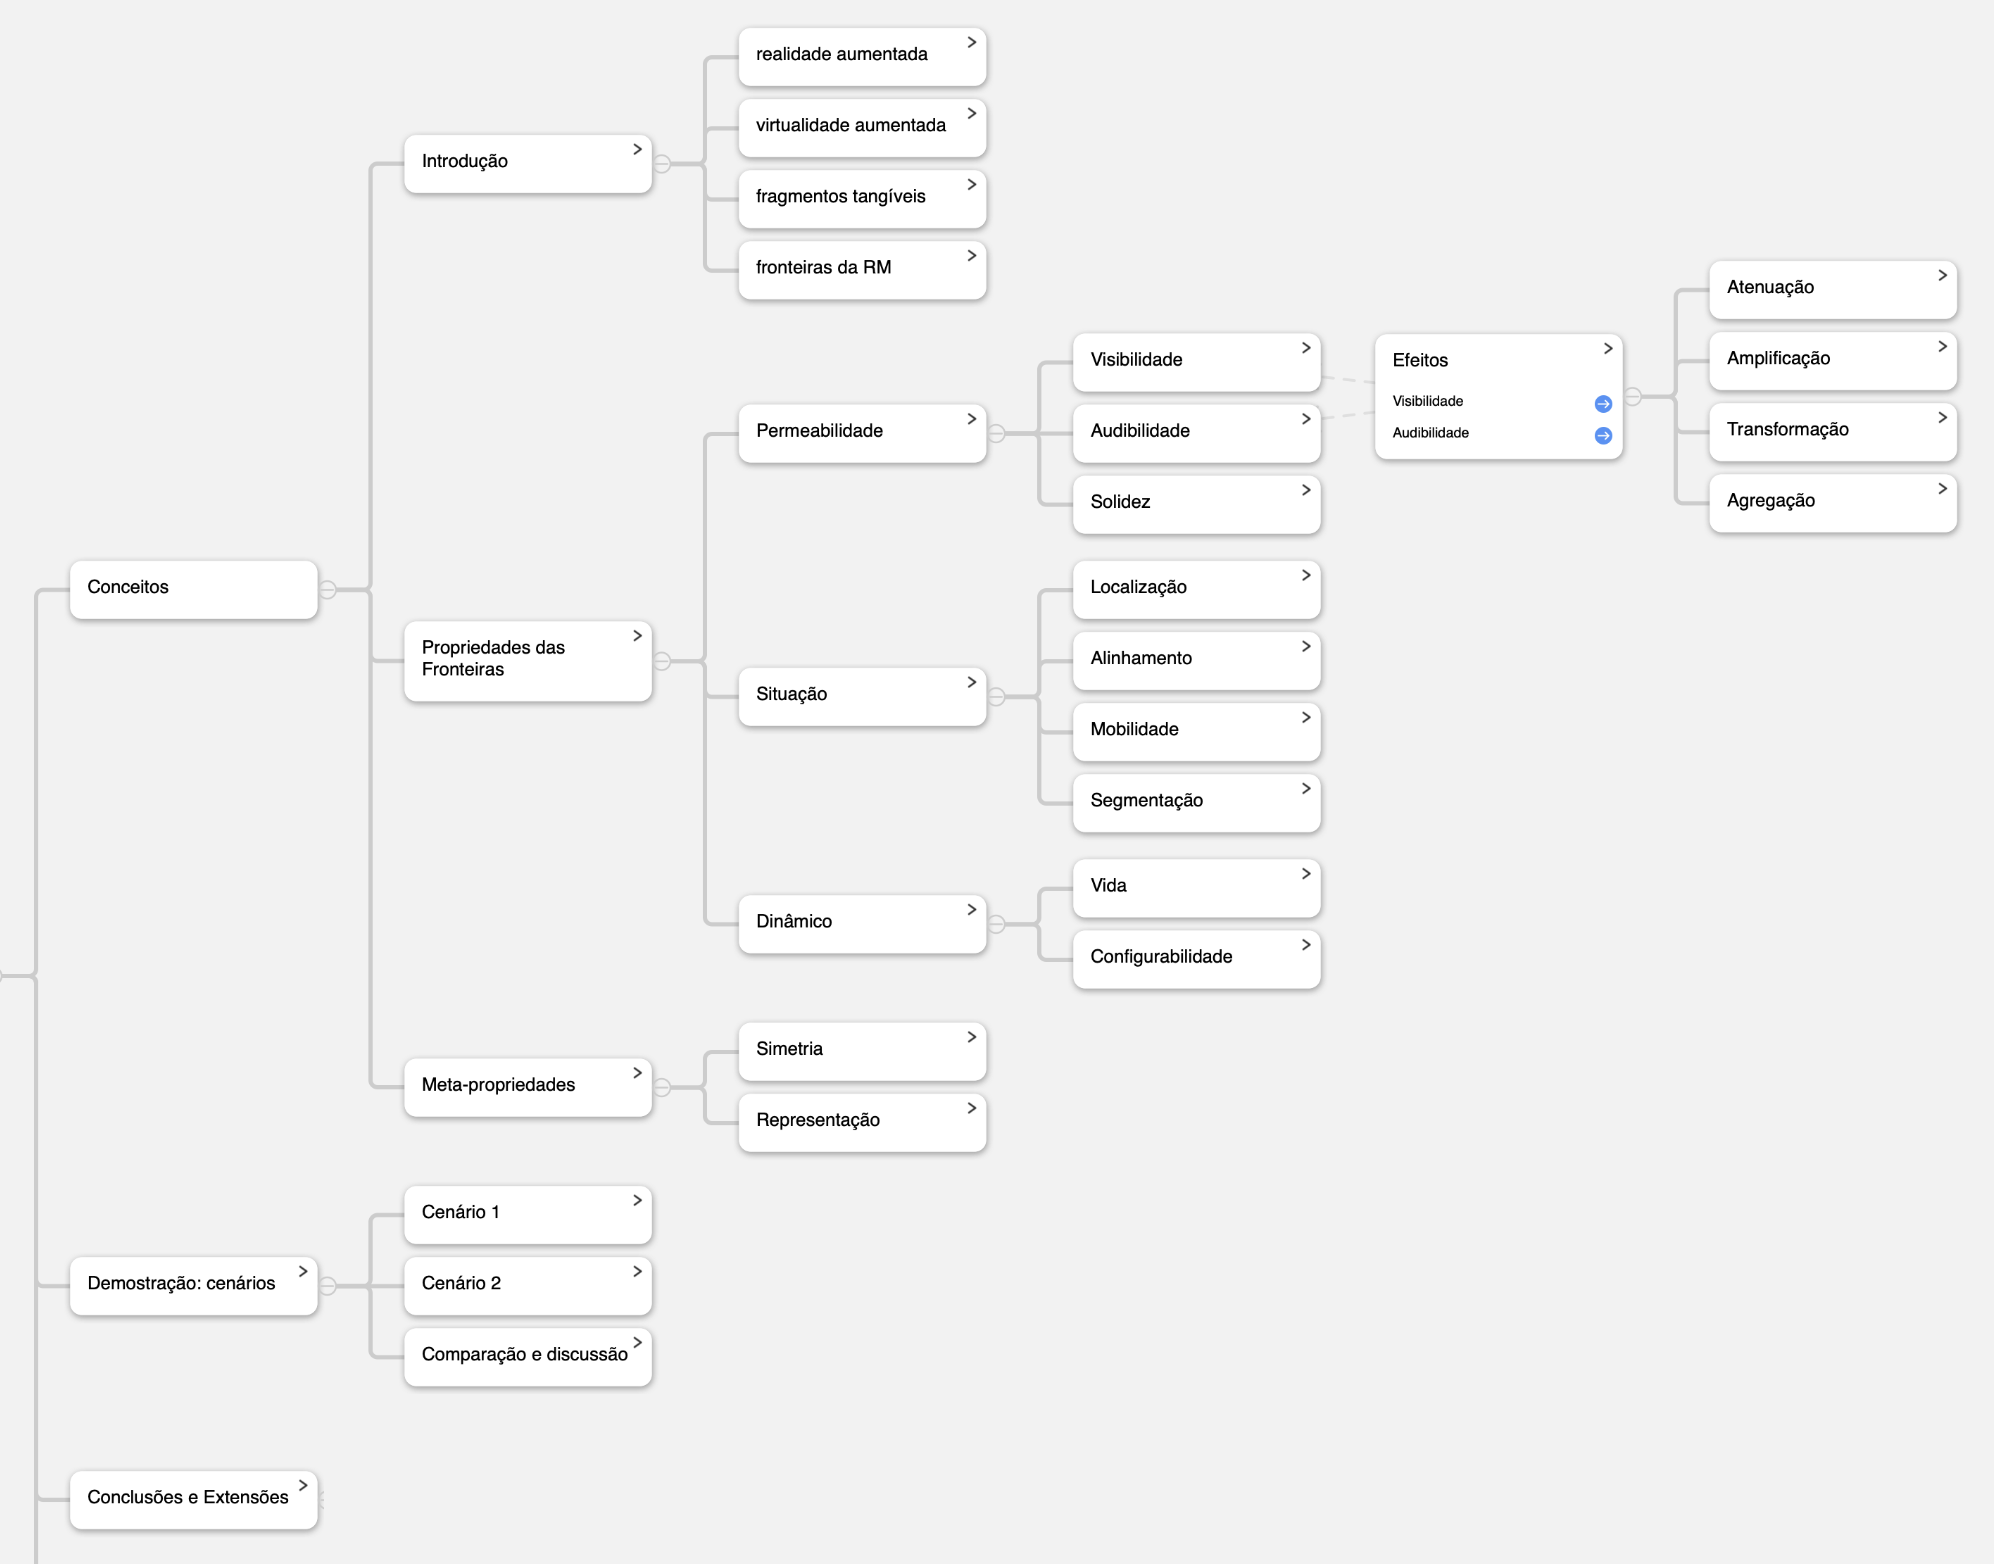 realidade aumentada
virtualidade aumentada
Introdução
fragmentos tangíveis
fronteiras da RM
Atenuação
Visibilidade
Efeitos
Amplificação
Visibilidade
Permeabilidade
Audibilidade
Audibilidade
Transformação
Solidez
Agregação
Conceitos
Localização
Propriedades das
Fronteiras
Alinhamento
Situação
Mobilidade
Segmentação
Vida
Dinâmico
Configurabilidade
Simetria
Meta-propriedades
Representação
Cenário 1
Demostração: cenários
Cenário 2
Comparação e discussão
Conclusões e Extensões